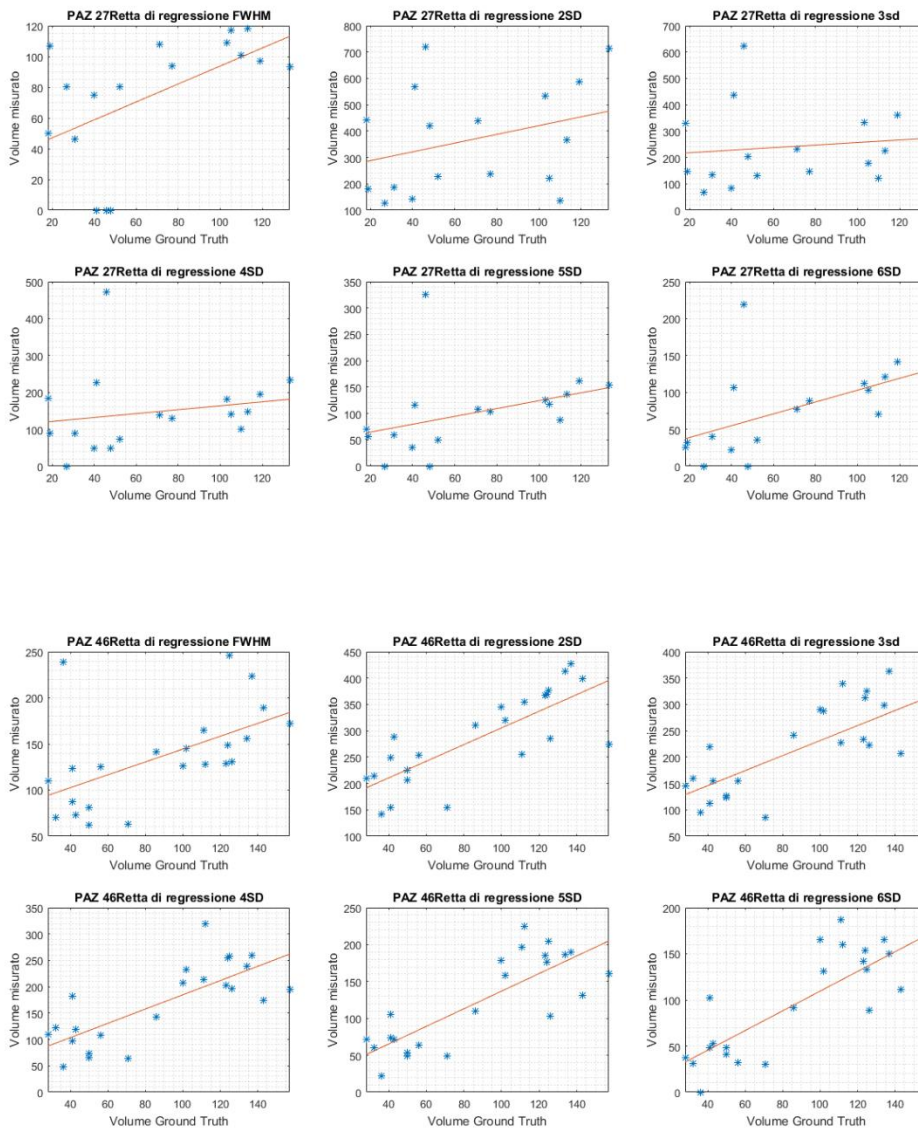 PAZ 27Retta di regressione FWHM
Volume misurato
120
100
80
60
40
20
0
20 40 60 80 100 120
Volume Ground Truth
PAZ 27Retta di regressione 2SD
Volume misurato
800
700
600
500
400
300
200
100
20 40 60 80 100 120
Volume Ground Truth
PAZ 27Retta di regressione 3sd
Volume misurato
700
600
500
400
300
200
100
0
20 40 60 80 100 120
Volume Ground Truth
PAZ 27Retta di regressione 4SD
Volume misurato
500
400
300
200
100
0
20 40 60 80 100 120
Volume Ground Truth
PAZ 27Retta di regressione 5SD
Volume misurato
350
300
250
200
150
100
50
0
20 40 60 80 100 120
Volume Ground Truth
PAZ 27Retta di regressione 6SD
Volume misurato
250
200
150
100
50
0
20 40 60 80 100 120
Volume Ground Truth
PAZ 46Retta di regressione FWHM
Volume misurato
250
200
150
100
50
40 60 80 100 120 140
Volume Ground Truth
PAZ 46Retta di regressione 2SD
Volume misurato
450
400
350
300
250
200
150
100
40 60 80 100 120 140
Volume Ground Truth
PAZ 46Retta di regressione 3sd
Volume misurato
400
350
300
250
200
150
100
50
40 60 80 100 120 140
Volume Ground Truth
PAZ 46Retta di regressione 4SD
Volume misurato
350
300
250
200
150
100
50
0
40 60 80 100 120 140
Volume Ground Truth
PAZ 46Retta di regressione 5SD
Volume misurato
250
200
150
100
50
0
40 60 80 100 120 140
Volume Ground Truth
PAZ 46Retta di regressione 6SD
Volume misurato
200
150
100
50
0
40 60 80 100 120 140
Volume Ground Truth